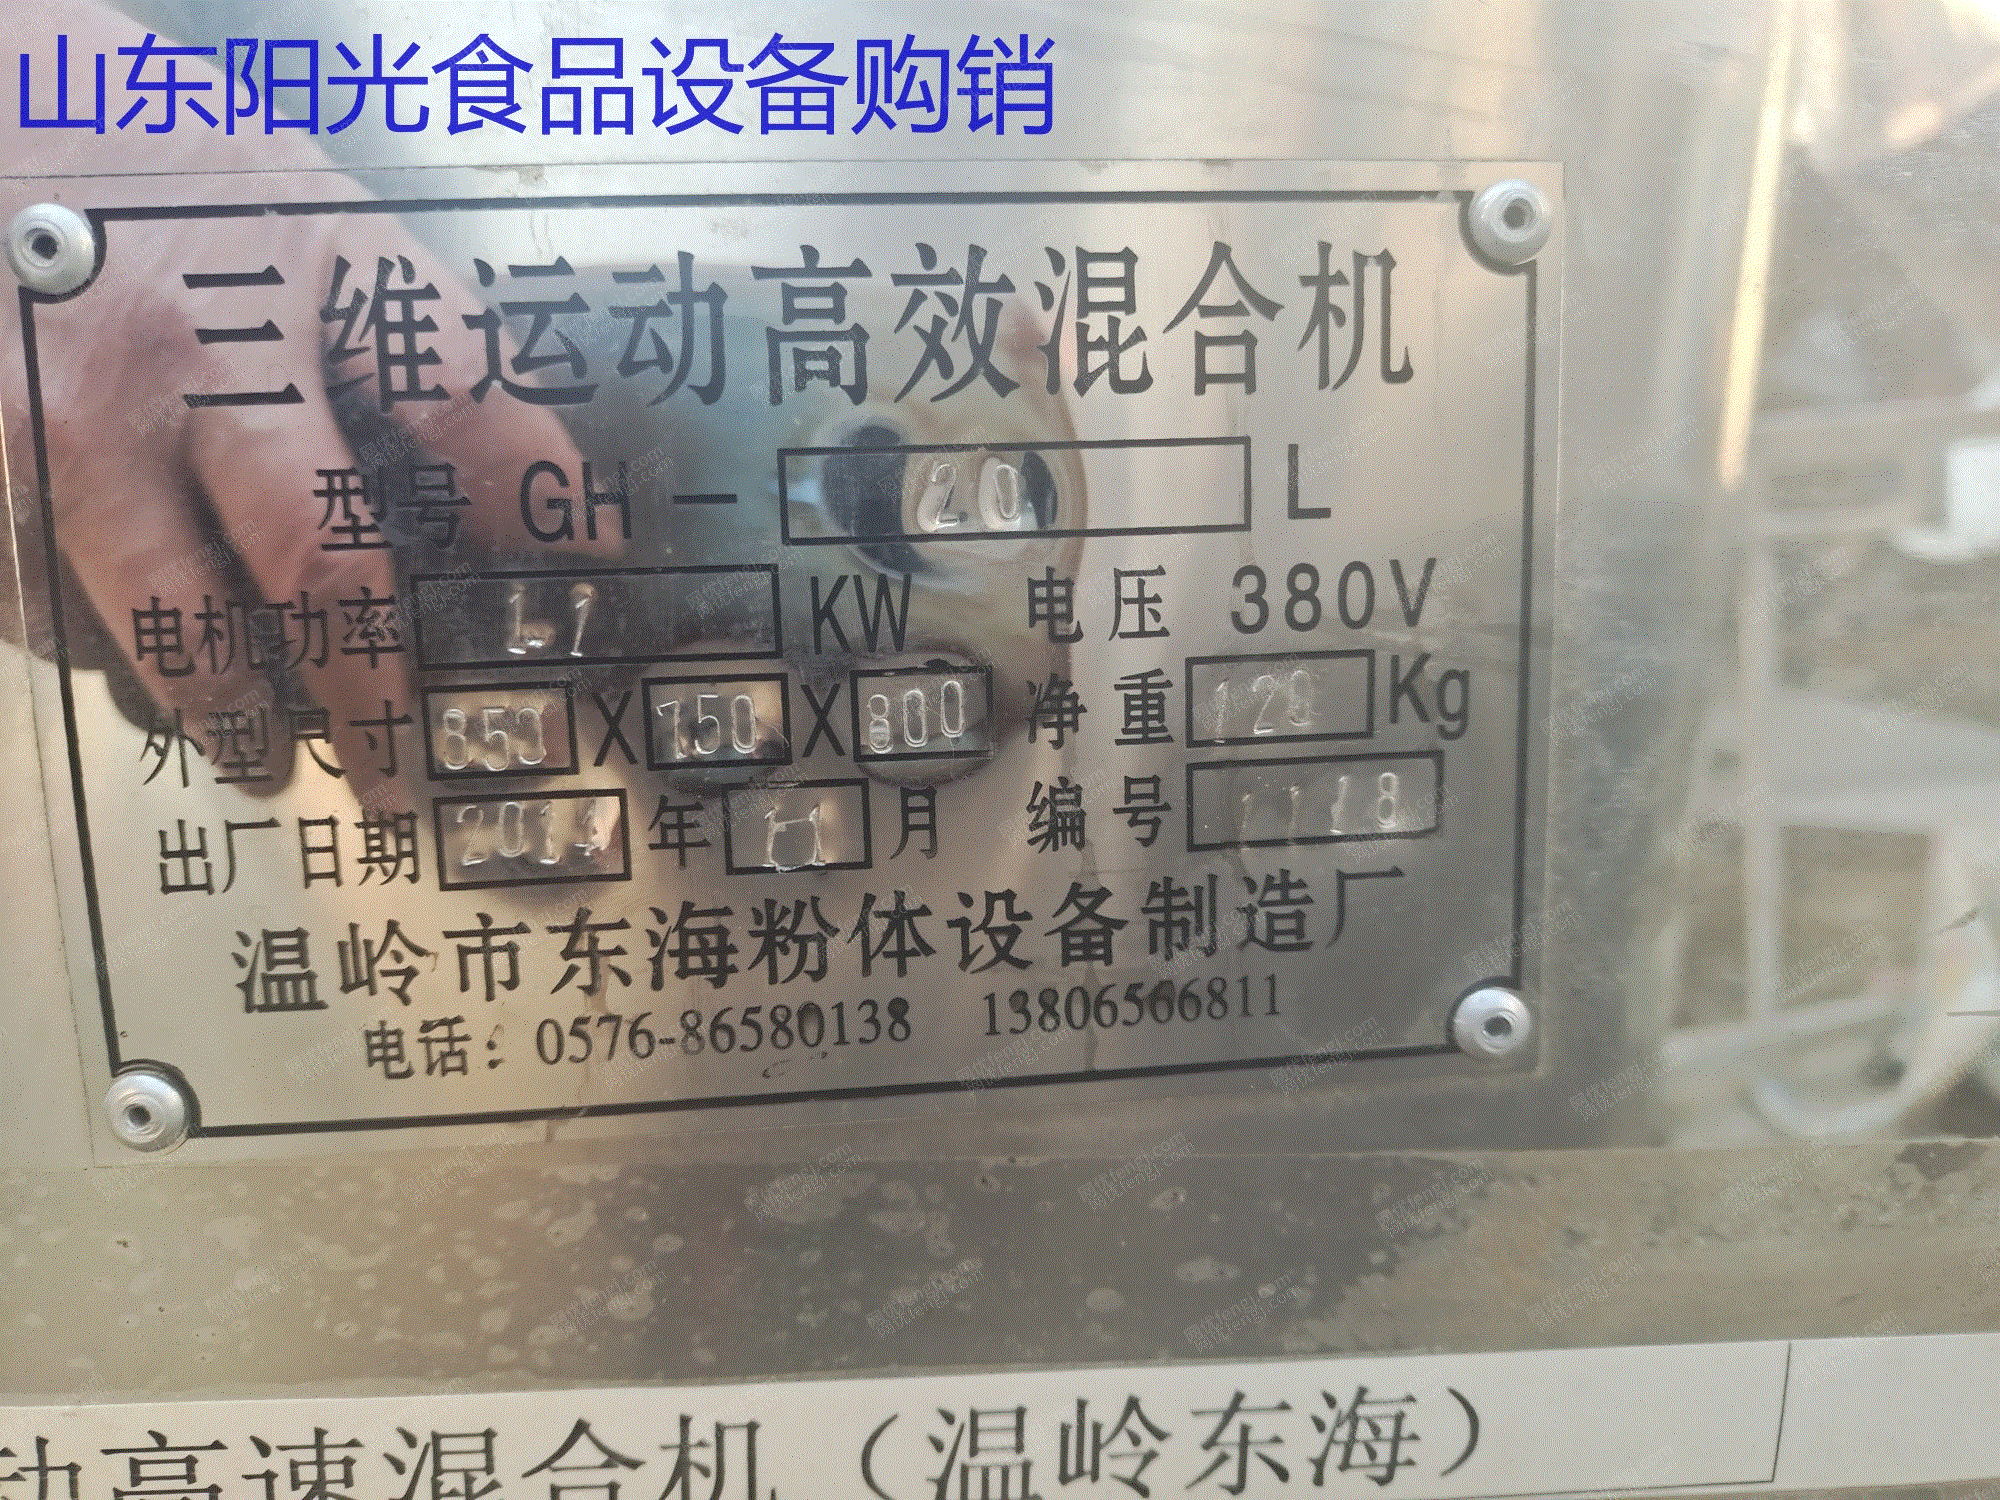 山东阳光食品设备购销
三维运动高效混合机
型号 GH- 20 L
电机功率 1.1 KW 电压 380V
外型尺寸 850 X 750 X 800 净重 120 Kg
出厂日期 2014 年 月 编号 1118
温岭市东海粉体设备制造厂
电话: 0576-86580138 13806566811
动高速混合机（温岭东海）